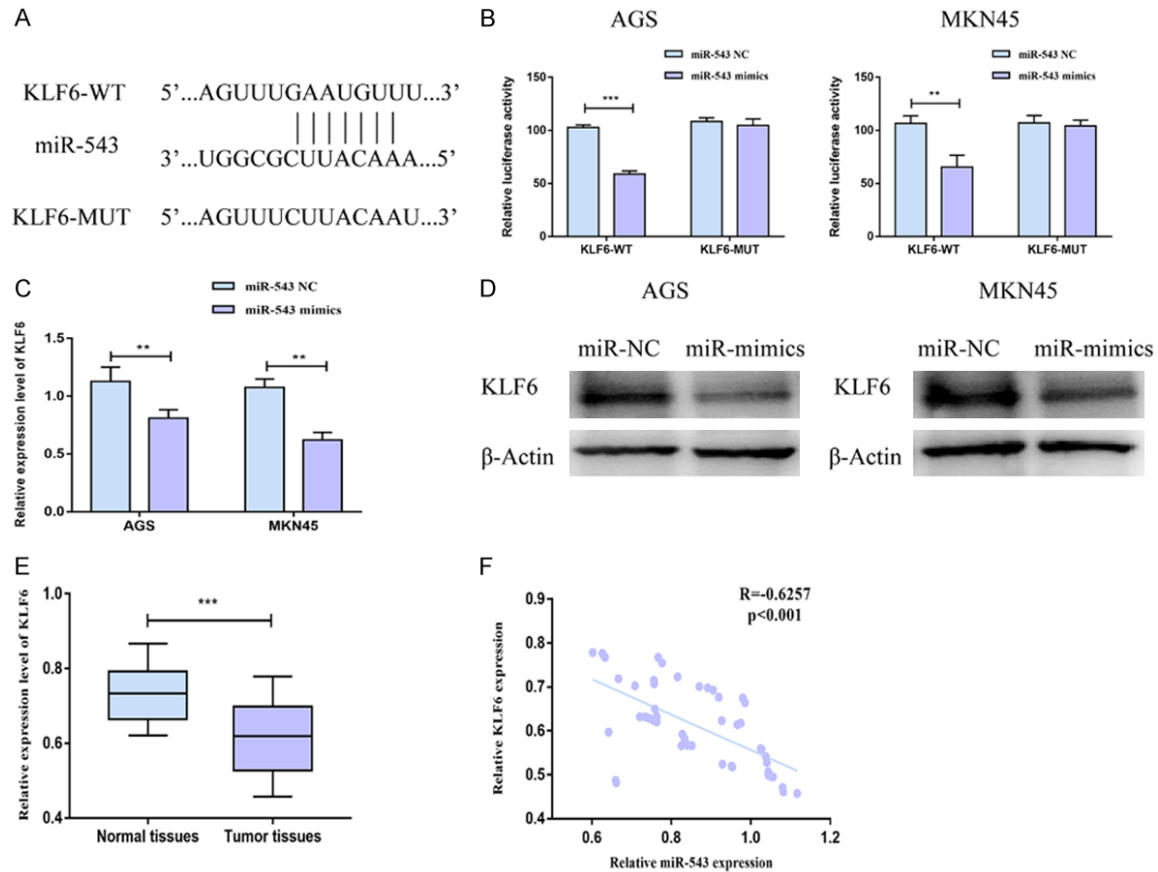 A
KLF6-WT 5'...AGUUUGAAUGUUU...3'
miR-543
3'...UGGCGCUUACAAA...5'
KLF6-MUT 5'...AGUUUCUUACAAU...3'
B
AGS
miR-543 NC
miR-543 mimics
Relative luciferase activity
150
100
50
0
***
KLF6-WT KLF6-MUT
MKN45
miR-543 NC
miR-543 mimics
Relative luciferase activity
150
100
50
0
**
KLF6-WT KLF6-MUT
C
miR-543 NC
miR-543 mimics
Relative expression level of KLF6
1.5
1.0
0.5
0.0
**
**
AGS MKN45
D
AGS MKN45
miR-NC miR-mimics miR-NC miR-mimics
KLF6 KLF6
β-Actin β-Actin
E
Relative expression level of KLF6
1.0
0.8
0.6
0.4
***
Normal tissues Tumor tissues
F
R=-0.6257
p<0.001
Relative KLF6 expression
0.9
0.8
0.7
0.6
0.5
0.4
0.6 0.8 1.0 1.2
Relative miR-543 expression